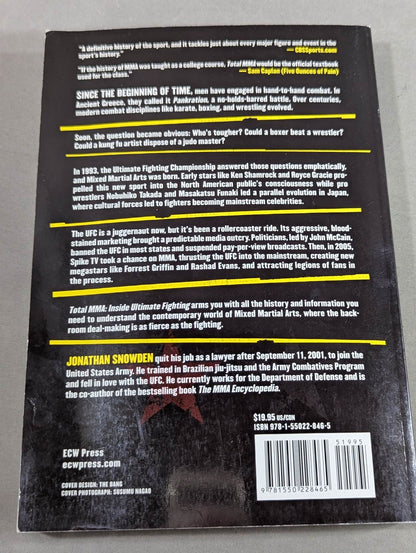 "A definitive history of the sport, and it tackles just about every major figure and event in the
sport's history."
— CBSSports.com
"If the history of MMA was taught as a college course, Total MMA would be the official textbook
used for the class."
— Sam Caplan (Five Ounces of Pain)
SINCE THE BEGINNING OF TIME, men have engaged in hand-to-hand combat. In
Ancient Greece, they called it Pankration, a no-holds-barred battle. Over centuries,
modern combat disciplines like karate, boxing, and wrestling evolved.
Soon, the question became obvious: Who's tougher? Could a boxer beat a wrestler?
Could a kung fu artist dispose of a judo master?
In 1993, the Ultimate Fighting Championship answered those questions emphatically,
and Mixed Martial Arts was born. Early stars like Ken Shamrock and Royce Gracie pro-
pelled this new sport into the North American public's consciousness while pro
wrestlers Nobuhiko Takada and Masakatsu Funaki led a parallel evolution in Japan,
where cultural forces led to fighters becoming mainstream celebrities.
The UFC is a juggernaut now, but it's been a rollercoaster ride. Its aggressive, blood-
stained marketing brought a predictable media outcry. Politicians, led by John McCain,
banned the UFC in most states and suspended pay-per-view broadcasts. Then, in 2005,
Spike TV took a chance on MMA, thrusting the UFC into the mainstream, creating new
megastars like Forrest Griffin and Rashad Evans, and attracting legions of fans in
the process.
Total MMA: Inside Ultimate Fighting arms you with all the history and information you
need to understand the contemporary world of Mixed Martial Arts, where the back-
room deal-making is as fierce as the fighting.
JONATHAN SNOWDEN quit his job as a lawyer after September 11, 2001, to join the
United States Army. He trained in Brazilian jiu-jitsu and the Army Combatives Program
and fell in love with the UFC. He currently works for the Department of Defense and is
the co-author of the bestselling book The MMA Encyclopedia.
$19.95 US/CDN
ISBN 978-1-55022-846-5
51995
9 781550 228465
ECW Press
ecwpress.com
COVER DESIGN: THE BANG
COVER PHOTOGRAPH: SUSUMU NAGAO